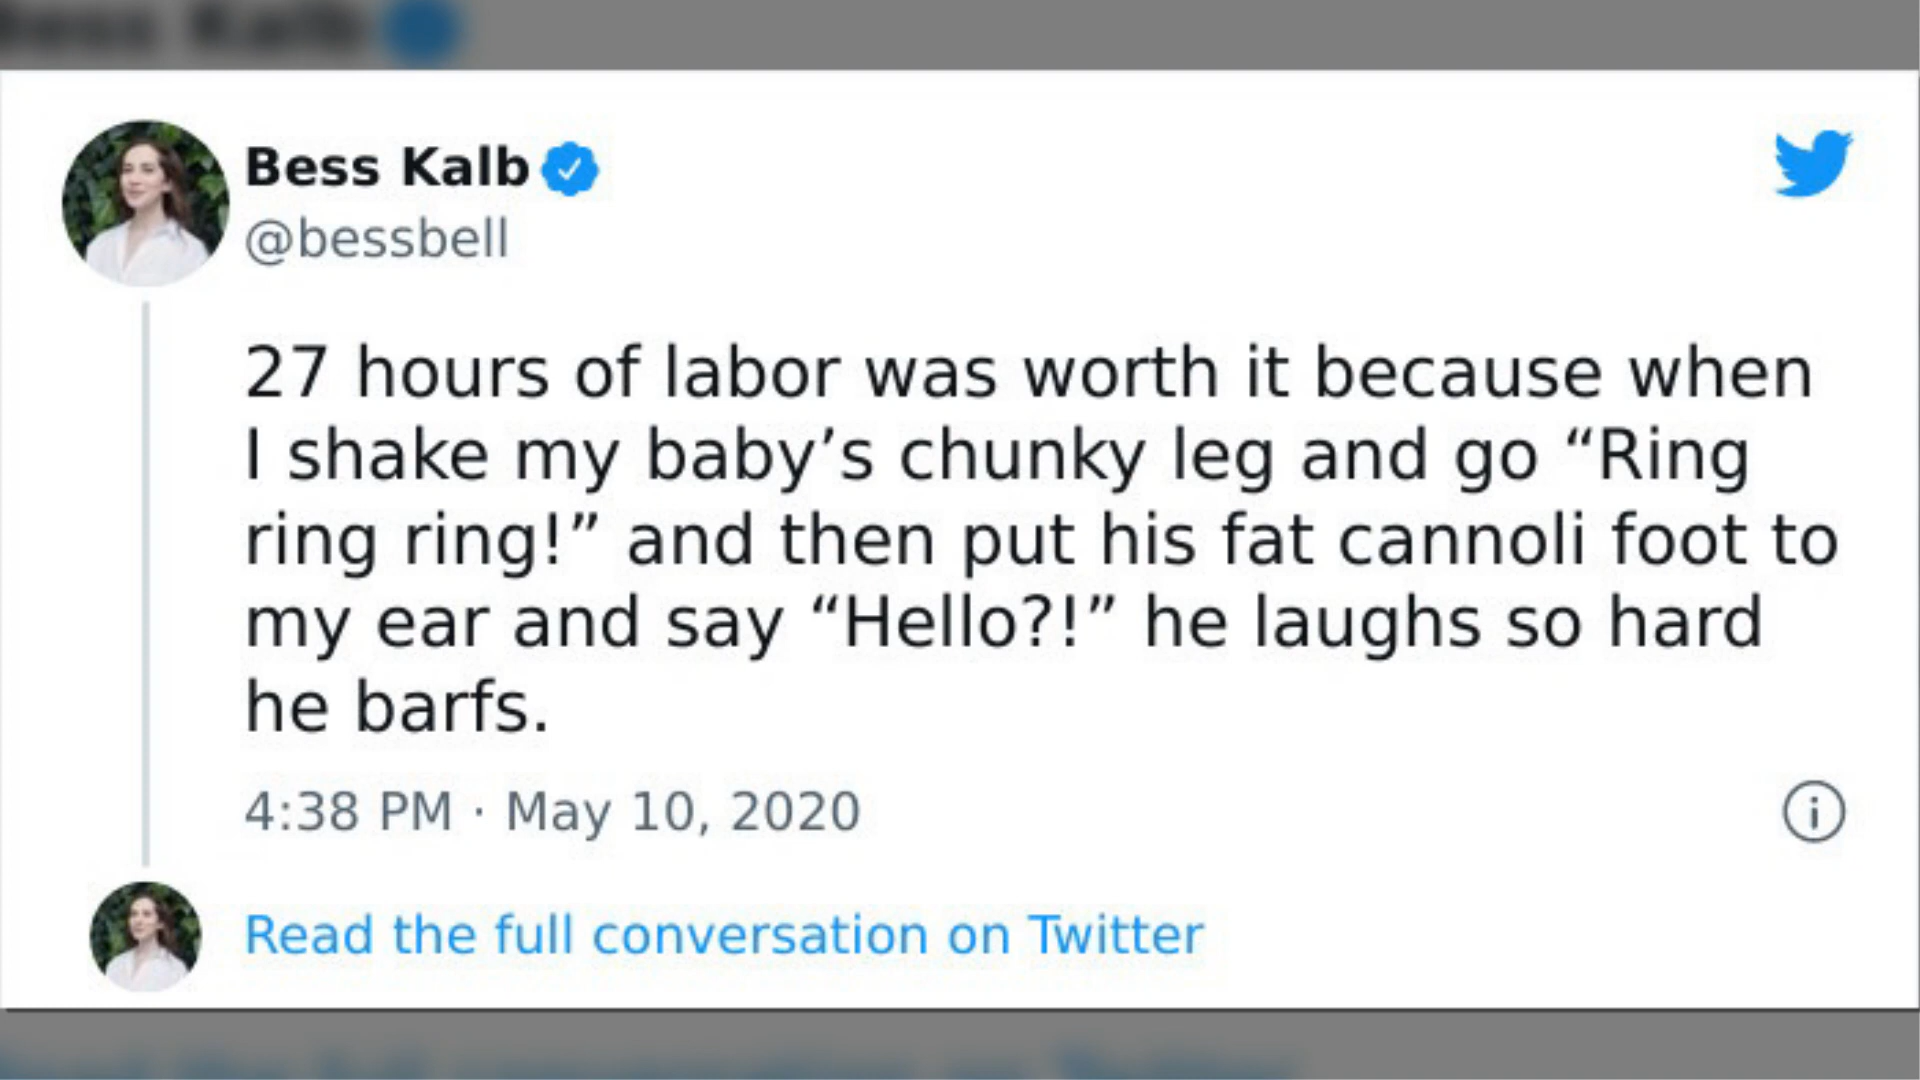 Bess Kalb
Bess Kalb
@bessbell
27 hours of labor was worth it because when
I shake my baby’s chunky leg and go “Ring
ring ring!” and then put his fat cannoli foot to
my ear and say “Hello?!” he laughs so hard
he barfs.
4:38 PM · May 10, 2020
Read the full conversation on Twitter